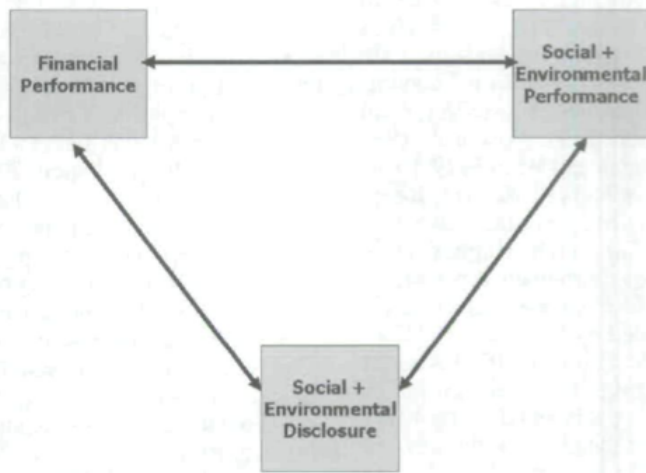 Financial
Performance
Social +
Environmental
Performance
Social +
Environmental
Disclosure